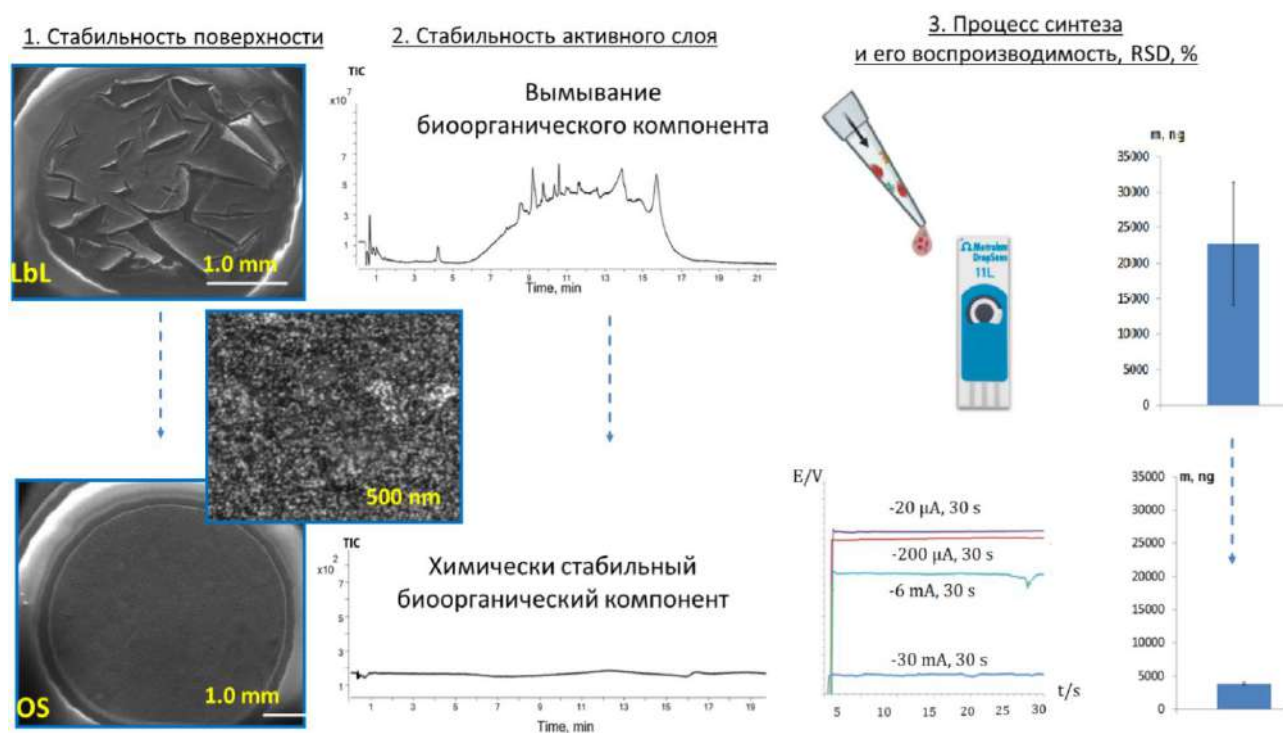 1. Стабильность поверхности
LbL
1.0 mm
500 nm
OS
1.0 mm
2. Стабильность активного слоя
TIC
x10
7
Вымывание
биоорганического компонента
7
5
3
1
1 3 5 7 9 11 13 15 17 19 21
Time, min
TIC
x10
2
Химически стабильный
биоорганический компонент
7
5
3
1
1 3 5 7 9 11 13 15 17 19
Time, min
3. Процесс синтеза
и его воспроизводимость, RSD, %
Metrohm
DropSens
11L
m, ng
35000
30000
25000
20000
15000
10000
5000
0
E/V
-20 µA, 30 s
-200 µA, 30 s
-6 mA, 30 s
-30 mA, 30 s
t/s
5 10 15 20 25 30
m, ng
35000
30000
25000
20000
15000
10000
5000
0